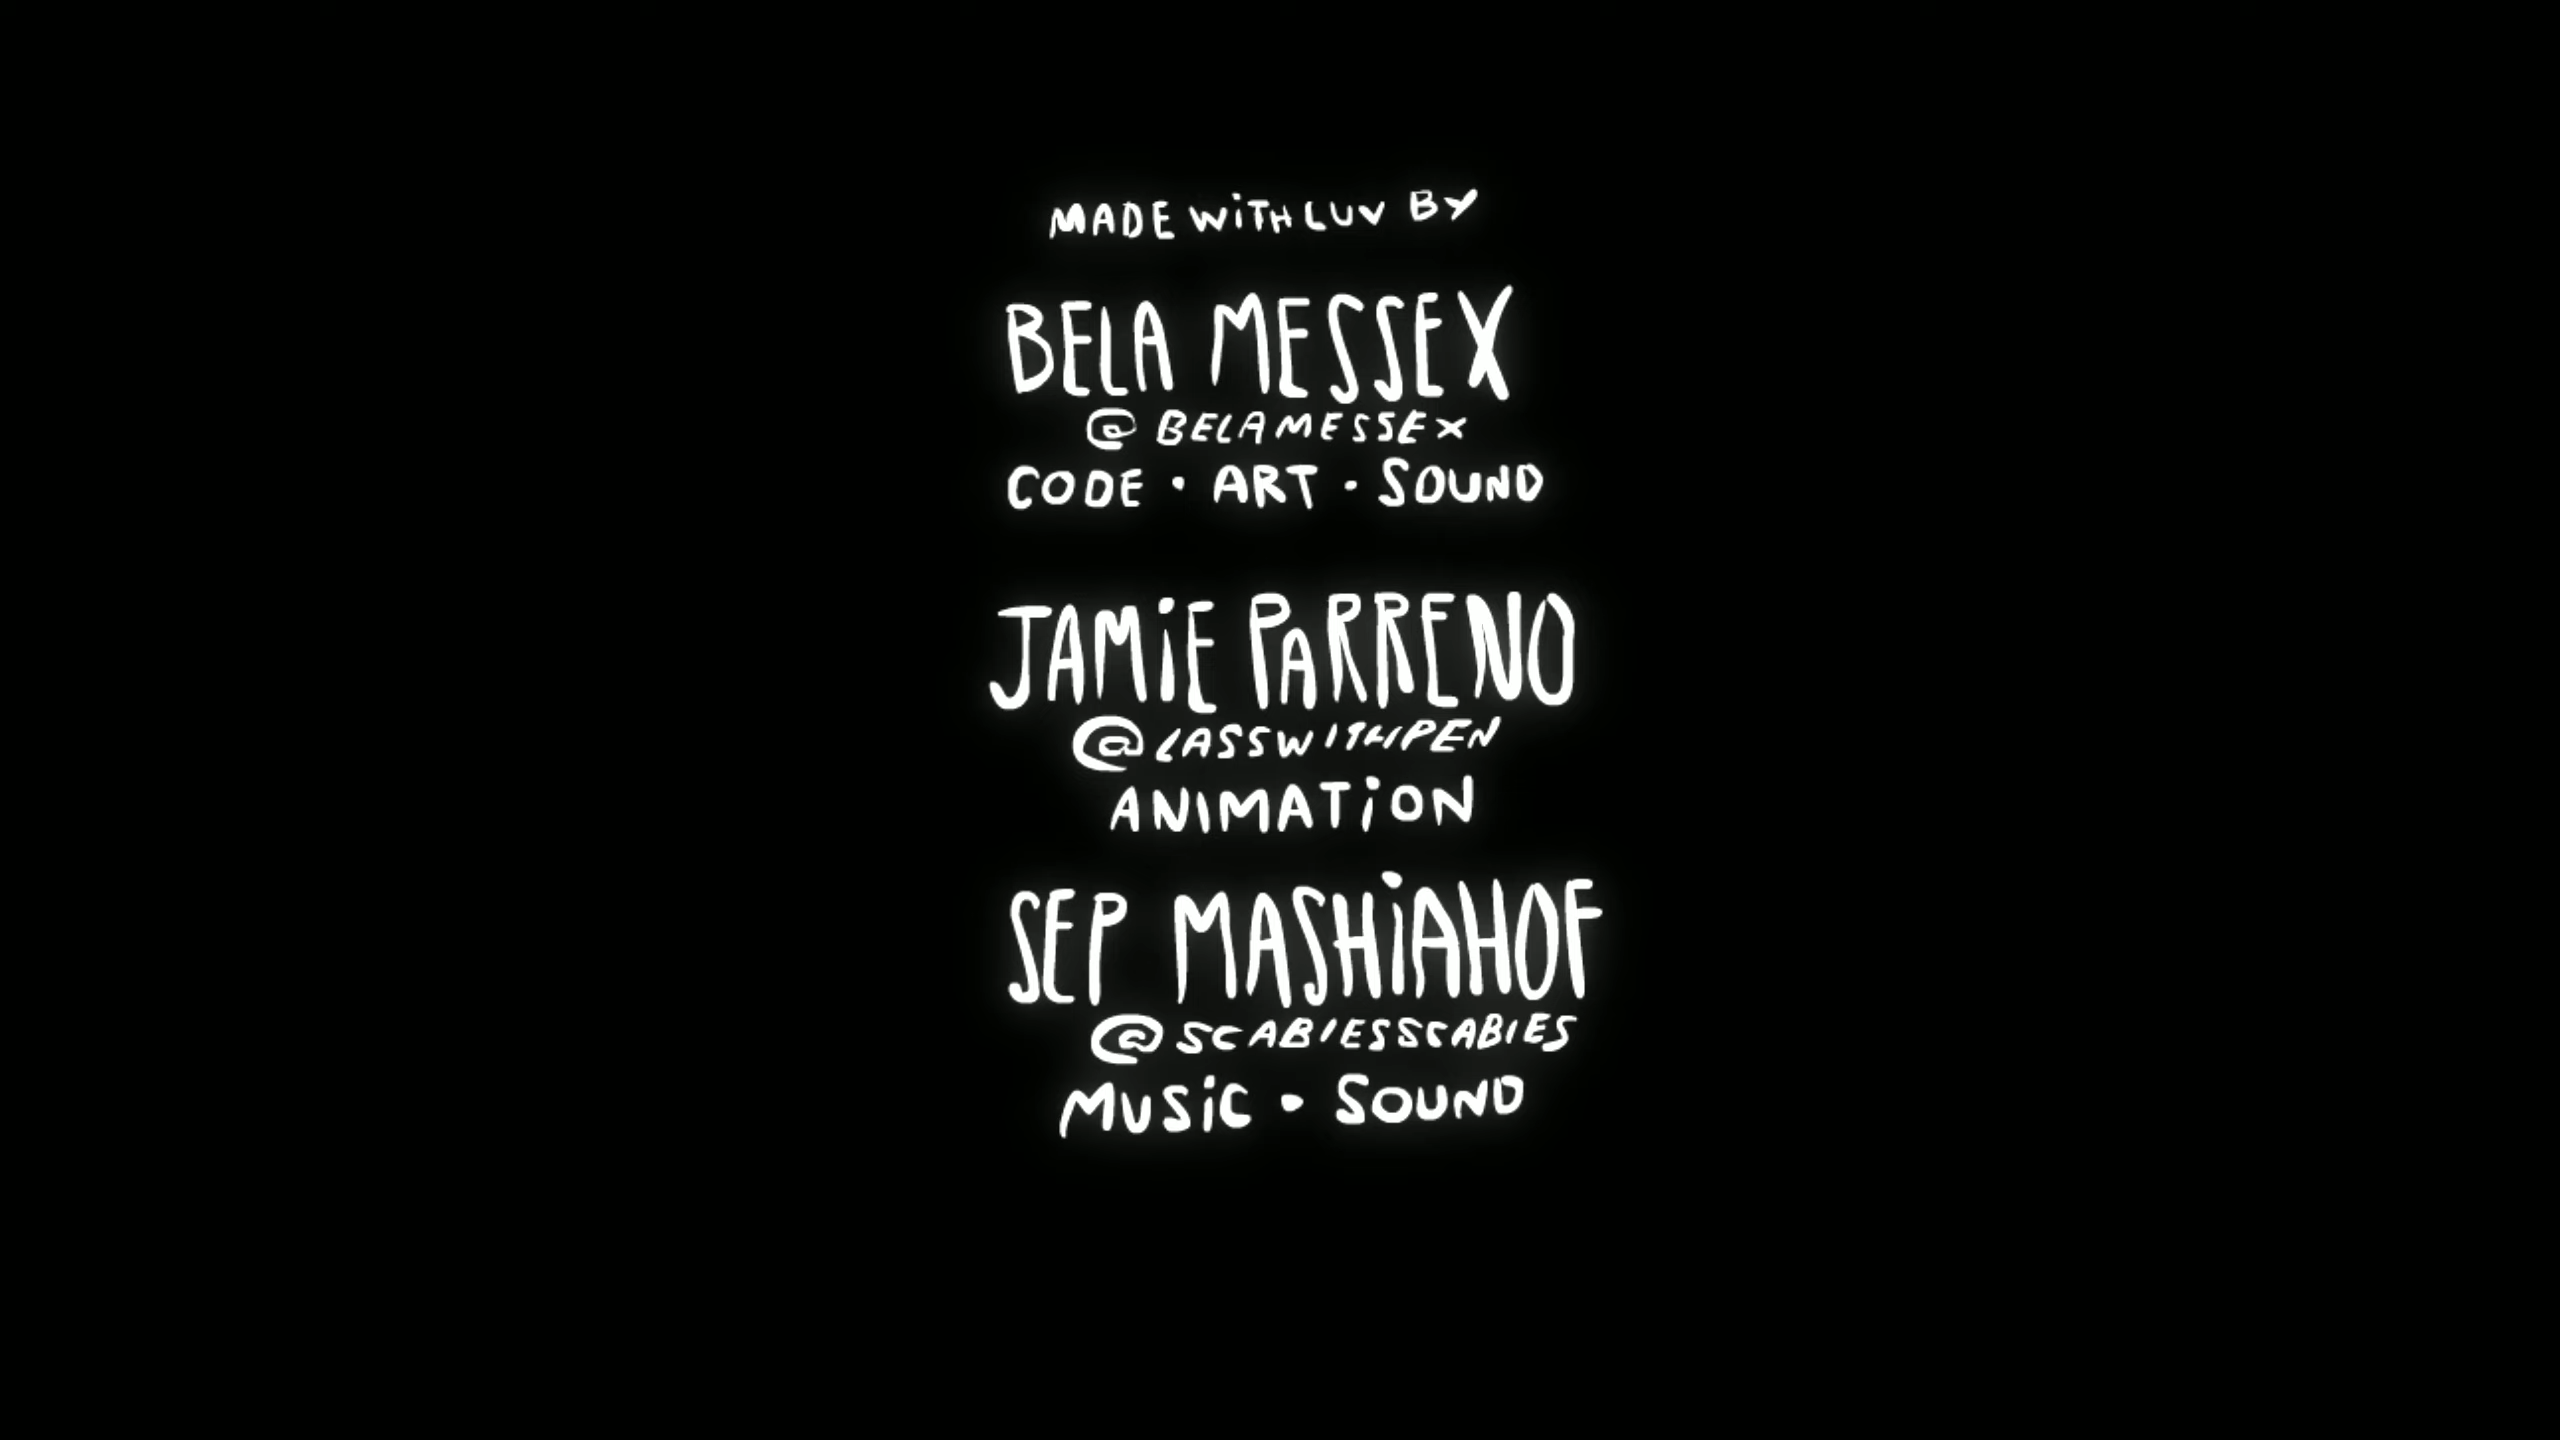 MADE WiTH LUV BY
BELA MESSEX
@BELAMESSEX
CODE • ART • SOUND
JAMiE PARRENO
@LASSWITHPEN
ANIMATiON
SEP MASHiAHOF
@SCABIESSCABIES
MUSiC • SOUND